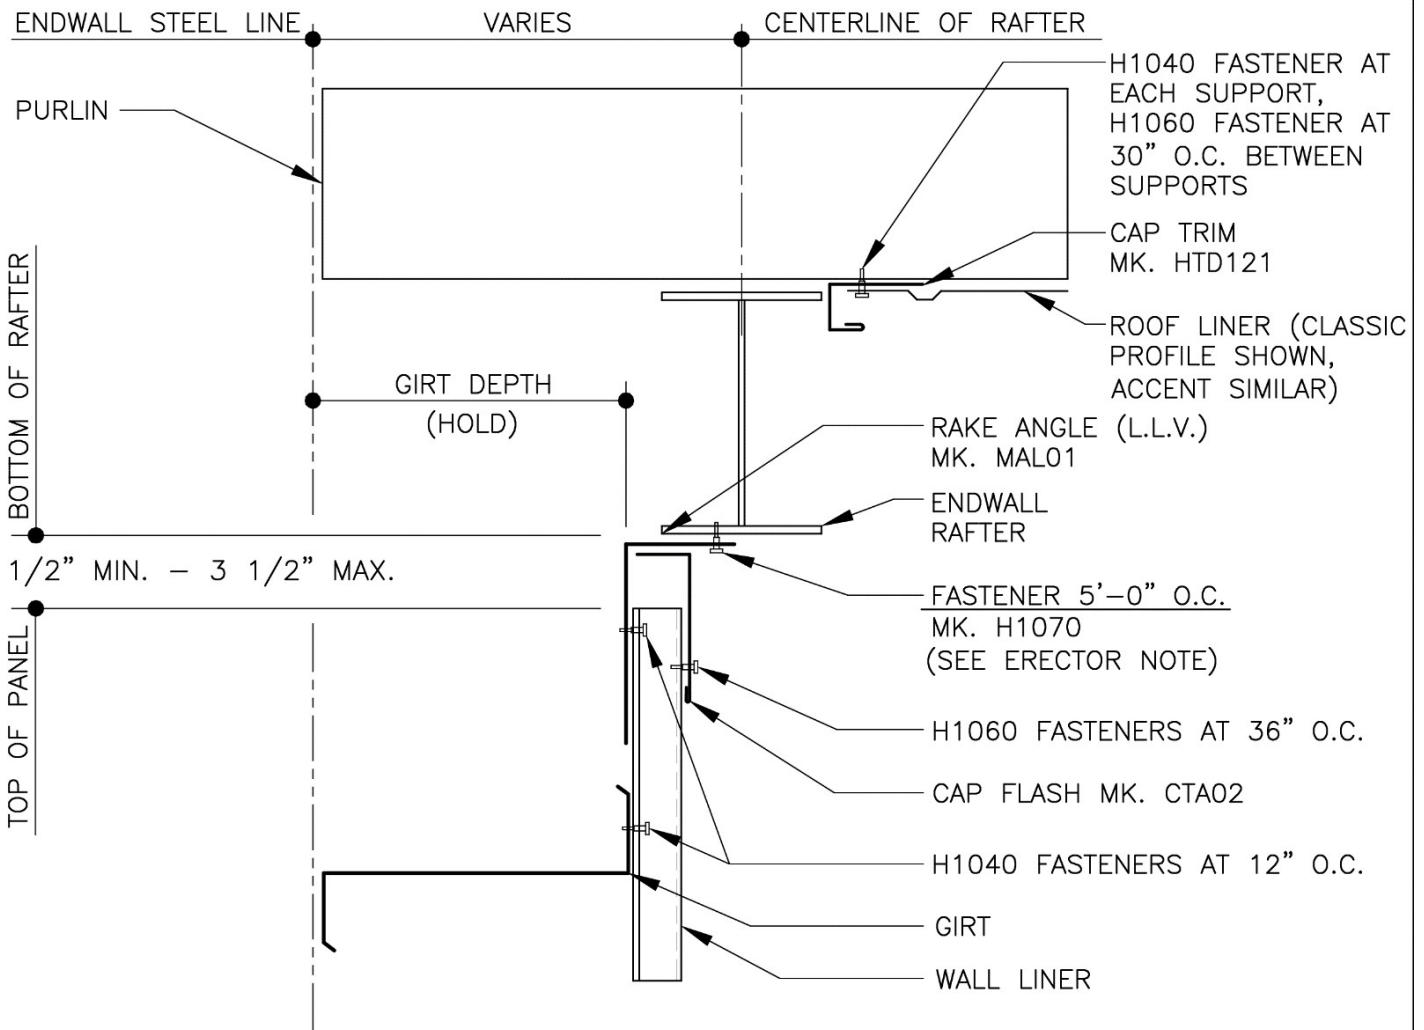 ENDWALL STEEL LINE
VARIES
CENTERLINE OF RAFTER
H1040 FASTENER AT
EACH SUPPORT,
H1060 FASTENER AT
30" O.C. BETWEEN
SUPPORTS
PURLIN
CAP TRIM
MK. HTD121
ROOF LINER (CLASSIC
PROFILE SHOWN,
ACCENT SIMILAR)
BOTTOM OF RAFTER
GIRT DEPTH
(HOLD)
RAKE ANGLE (L.L.V.)
MK. MAL01
ENDWALL
RAFTER
1/2" MIN. – 3 1/2" MAX.
FASTENER 5'–0" O.C.
MK. H1070
(SEE ERECTOR NOTE)
TOP OF PANEL
H1060 FASTENERS AT 36" O.C.
CAP FLASH MK. CTA02
H1040 FASTENERS AT 12" O.C.
GIRT
WALL LINER